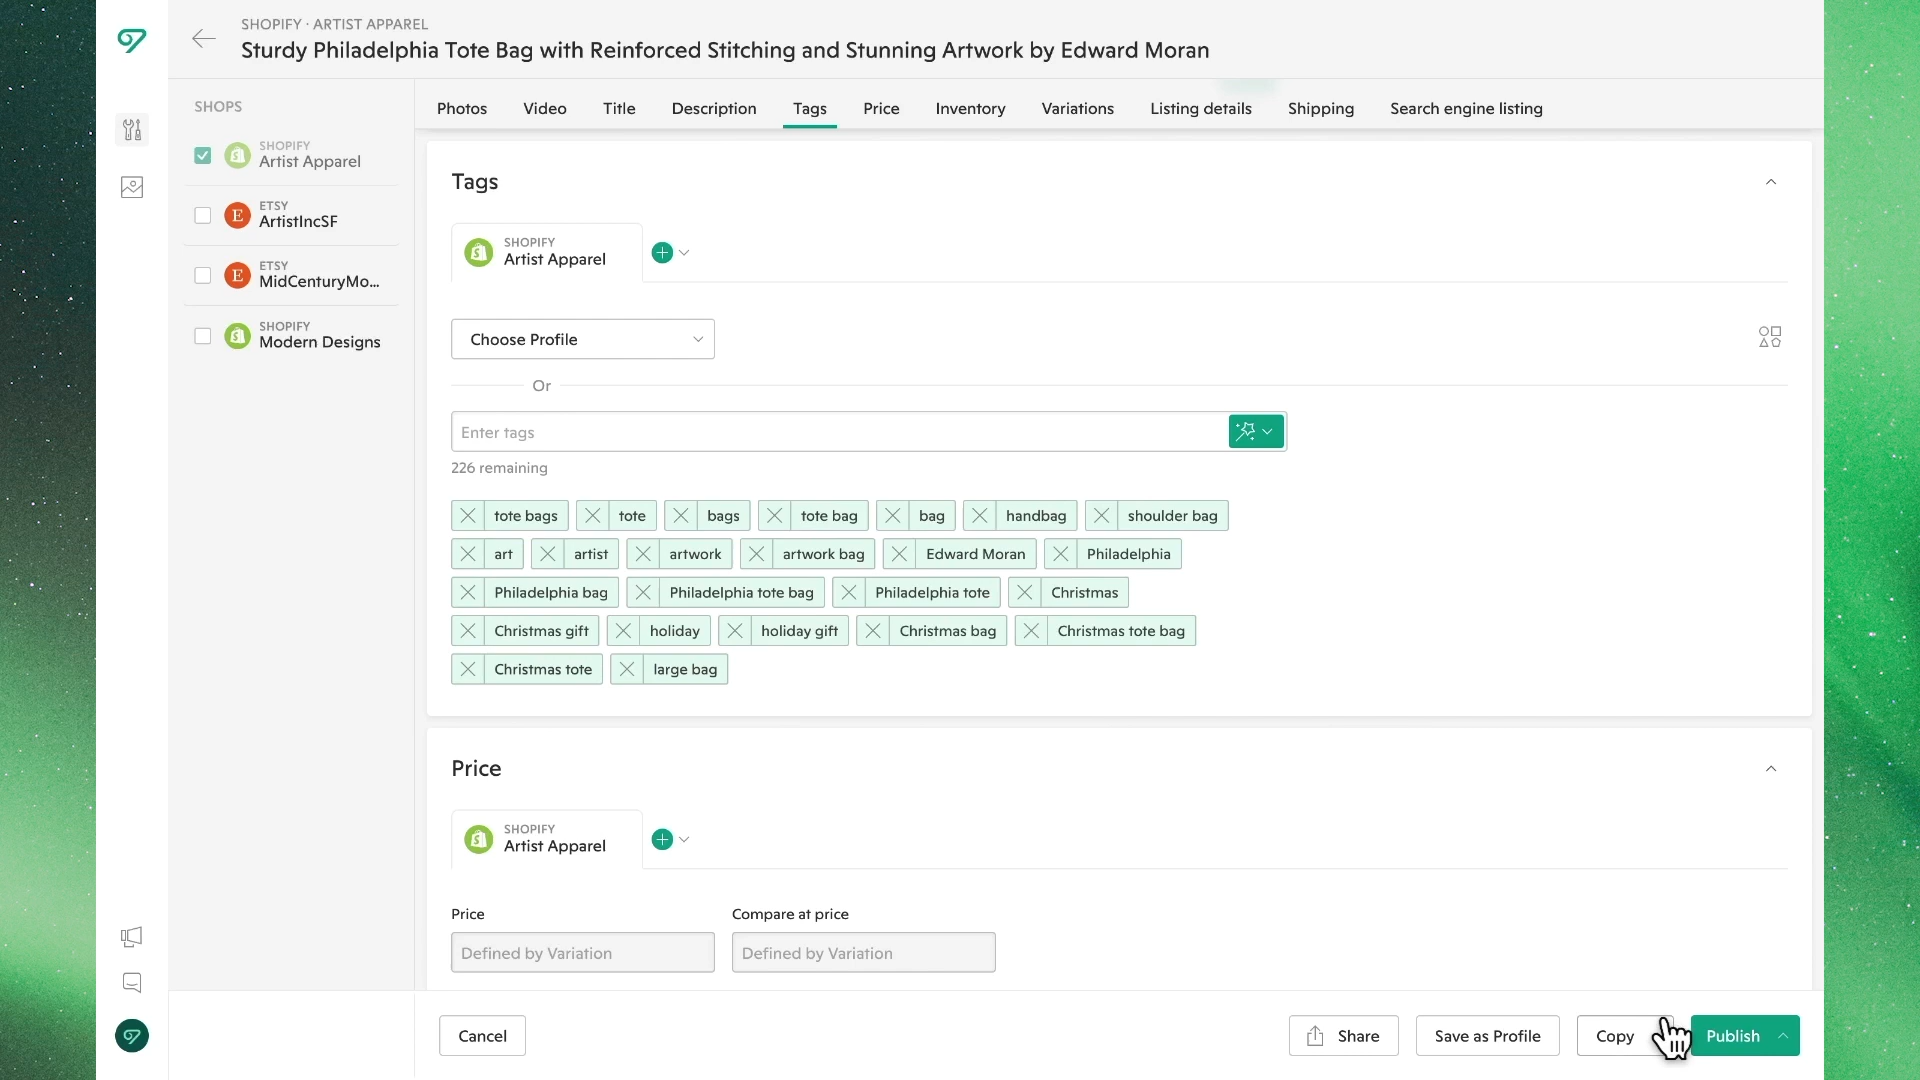 SHOPIFY · ARTIST APPAREL
Sturdy Philadelphia Tote Bag with Reinforced Stitching and Stunning Artwork by Edward Moran
SHOPS
SHOPIFY
Artist Apparel
ETSY
ArtistIncSF
ETSY
MidCenturyMo...
SHOPIFY
Modern Designs
Photos Video Title Description Tags Price Inventory Variations Listing details Shipping Search engine listing
Tags
SHOPIFY
Artist Apparel
Choose Profile
Or
Enter tags
226 remaining
tote bags tote bags tote bag bag handbag shoulder bag
art artist artwork artwork bag Edward Moran Philadelphia
Philadelphia bag Philadelphia tote bag Philadelphia tote Christmas
Christmas gift holiday holiday gift Christmas bag Christmas tote bag
Christmas tote large bag
Price
SHOPIFY
Artist Apparel
Price Compare at price
Defined by Variation Defined by Variation
Cancel Share Save as Profile Copy Publish